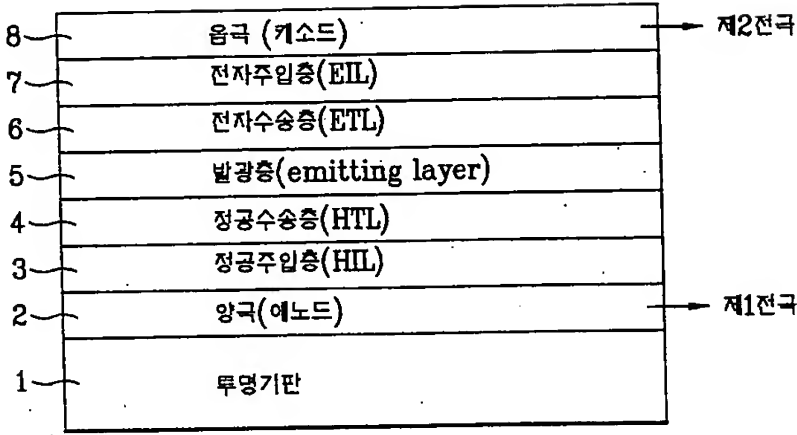 8 음극 (캐소드) 제2전극
7 전자주입층(EIL)
6 전자수송층(ETL)
5 발광층(emitting layer)
4 정공수송층(HTL)
3 정공주입층(HIL)
2 양극(애노드) 제1전극
1 투명기판